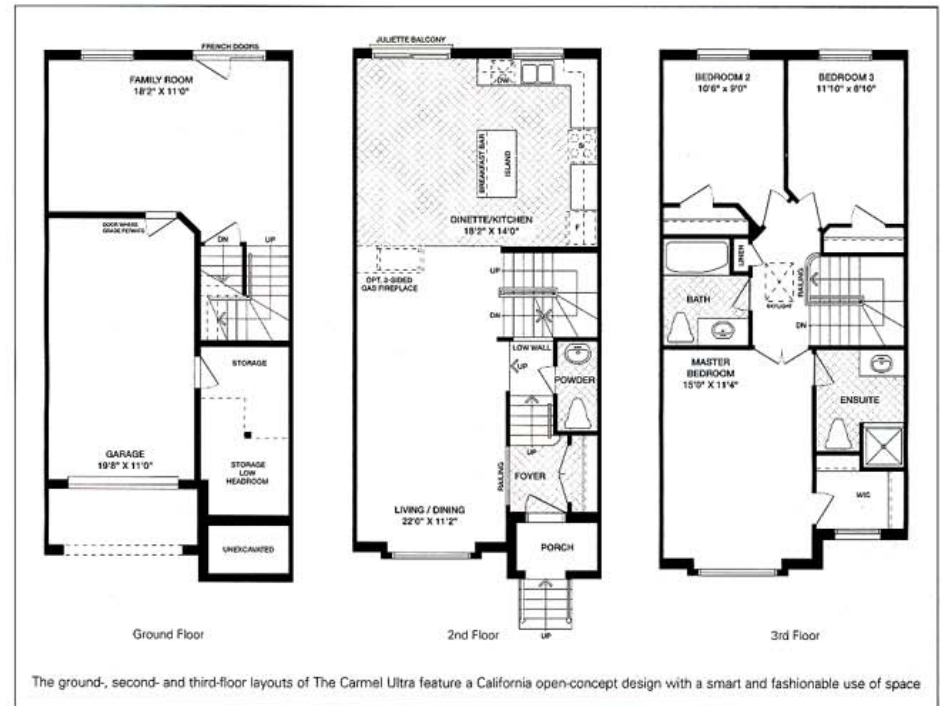 FRENCH DOORS
FAMILY ROOM
18'2" X 11'0"
DOOR WHERE
GRADE PERMITS
DN
UP
STORAGE
GARAGE
19'8" X 11'0"
STORAGE
LOW
HEADROOM
UNEXCAVATED
Ground Floor
JULIETTE BALCONY
DW
BREAKFAST BAR
ISLAND
DINETTE/KITCHEN
18'2" X 14'0"
F
OPT. 2-SIDED
GAS FIREPLACE
UP
DN
LOW WALL
UP
POWDER
UP
RAILING
FOYER
LIVING / DINING
22'0" X 11'2"
PORCH
UP
2nd Floor
BEDROOM 2
10'6" x 9'0"
BEDROOM 3
11'10" x 8'10"
LINEN
RAILING
SKYLIGHT
BATH
DN
MASTER
BEDROOM
15'0" X 11'4"
ENSUITE
WIC
3rd Floor
The ground-, second- and third-floor layouts of The Carmel Ultra feature a California open-concept design with a smart and fashionable use of space